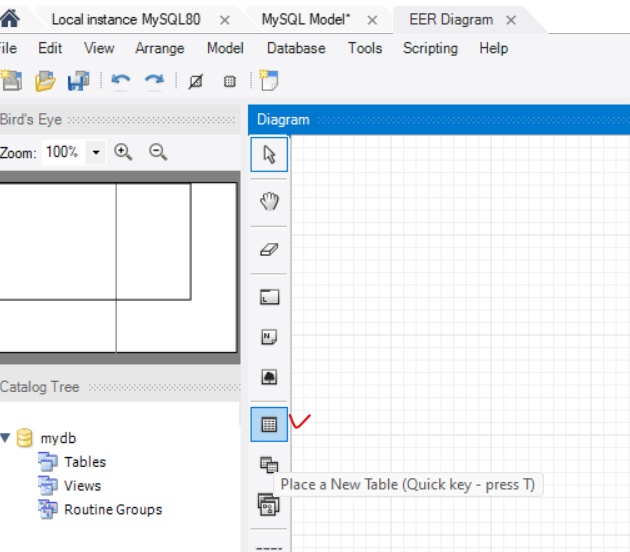 Local instance MySQL80 × MySQL Model* × EER Diagram ×
ile Edit View Arrange Model Database Tools Scripting Help
Bird's Eye
Diagram
Zoom: 100%
Catalog Tree
mydb
Tables
Place a New Table (Quick key - press T)
Views
Routine Groups